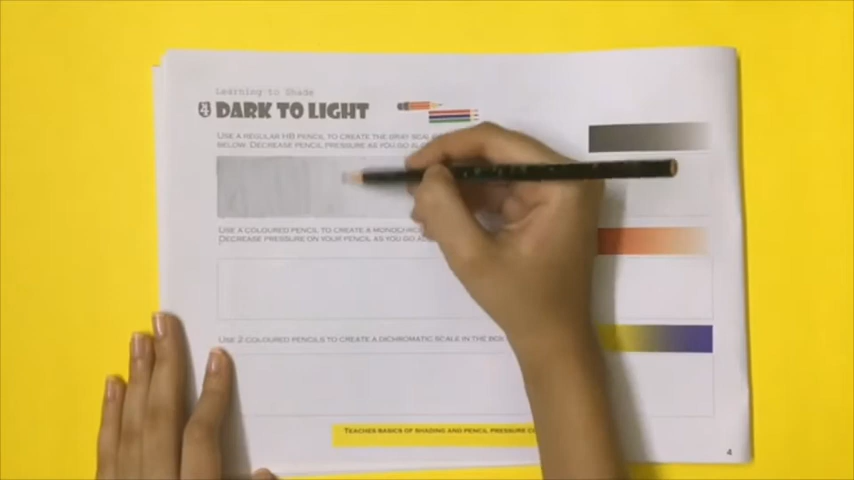 Learning to Shade
4 DARK TO LIGHT
USE A REGULAR HB PENCIL TO CREATE THE GRAY SCALE
BELOW. DECREASE PENCIL PRESSURE AS YOU GO
USE A COLOURED PENCIL TO CREATE A
DECREASE PRESSURE ON YOUR PENCIL AS YOU GO
USE 2 COLOURED PENCILS TO CREATE A DICHROMATIC SCALE IN THE BOX
TEACHES BASICS OF SHADING AND PENCIL PRESSURE
4